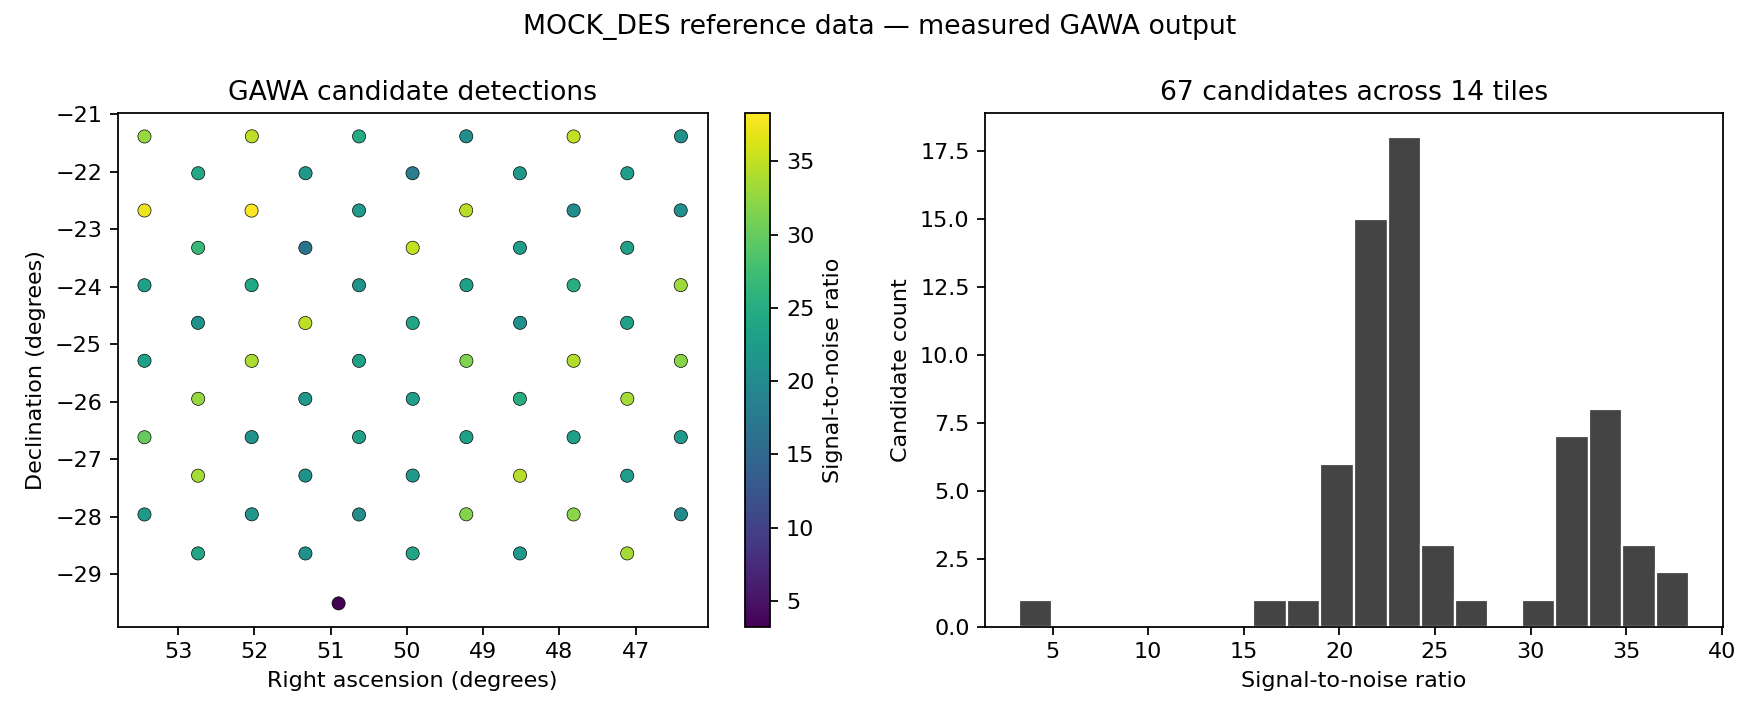 MOCK_DES reference data — measured GAWA output
GAWA candidate detections
−21
−22
−23
−24
−25
−26
−27
−28
−29
Declination (degrees)
53 52 51 50 49 48 47
Right ascension (degrees)
35
30
25
20
15
10
5
Signal-to-noise ratio
67 candidates across 14 tiles
17.5
15.0
12.5
10.0
7.5
5.0
2.5
0.0
Candidate count
5 10 15 20 25 30 35 40
Signal-to-noise ratio